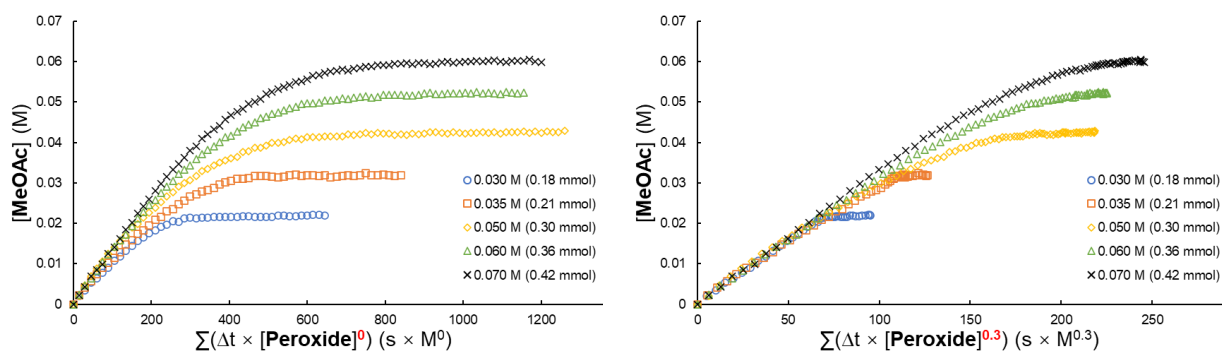 0.07
0.06
0.05
0.04
0.03
0.02
0.01
0
[MeOAc] (M)
0.030 M (0.18 mmol)
0.035 M (0.21 mmol)
0.050 M (0.30 mmol)
0.060 M (0.36 mmol)
0.070 M (0.42 mmol)
0 200 400 600 800 1000 1200
∑(Δt × [Peroxide]⁰) (s × M⁰)
0.07
0.06
0.05
0.04
0.03
0.02
0.01
0
[MeOAc] (M)
0.030 M (0.18 mmol)
0.035 M (0.21 mmol)
0.050 M (0.30 mmol)
0.060 M (0.36 mmol)
0.070 M (0.42 mmol)
0 50 100 150 200 250
∑(Δt × [Peroxide]⁰·³) (s × M⁰·³)